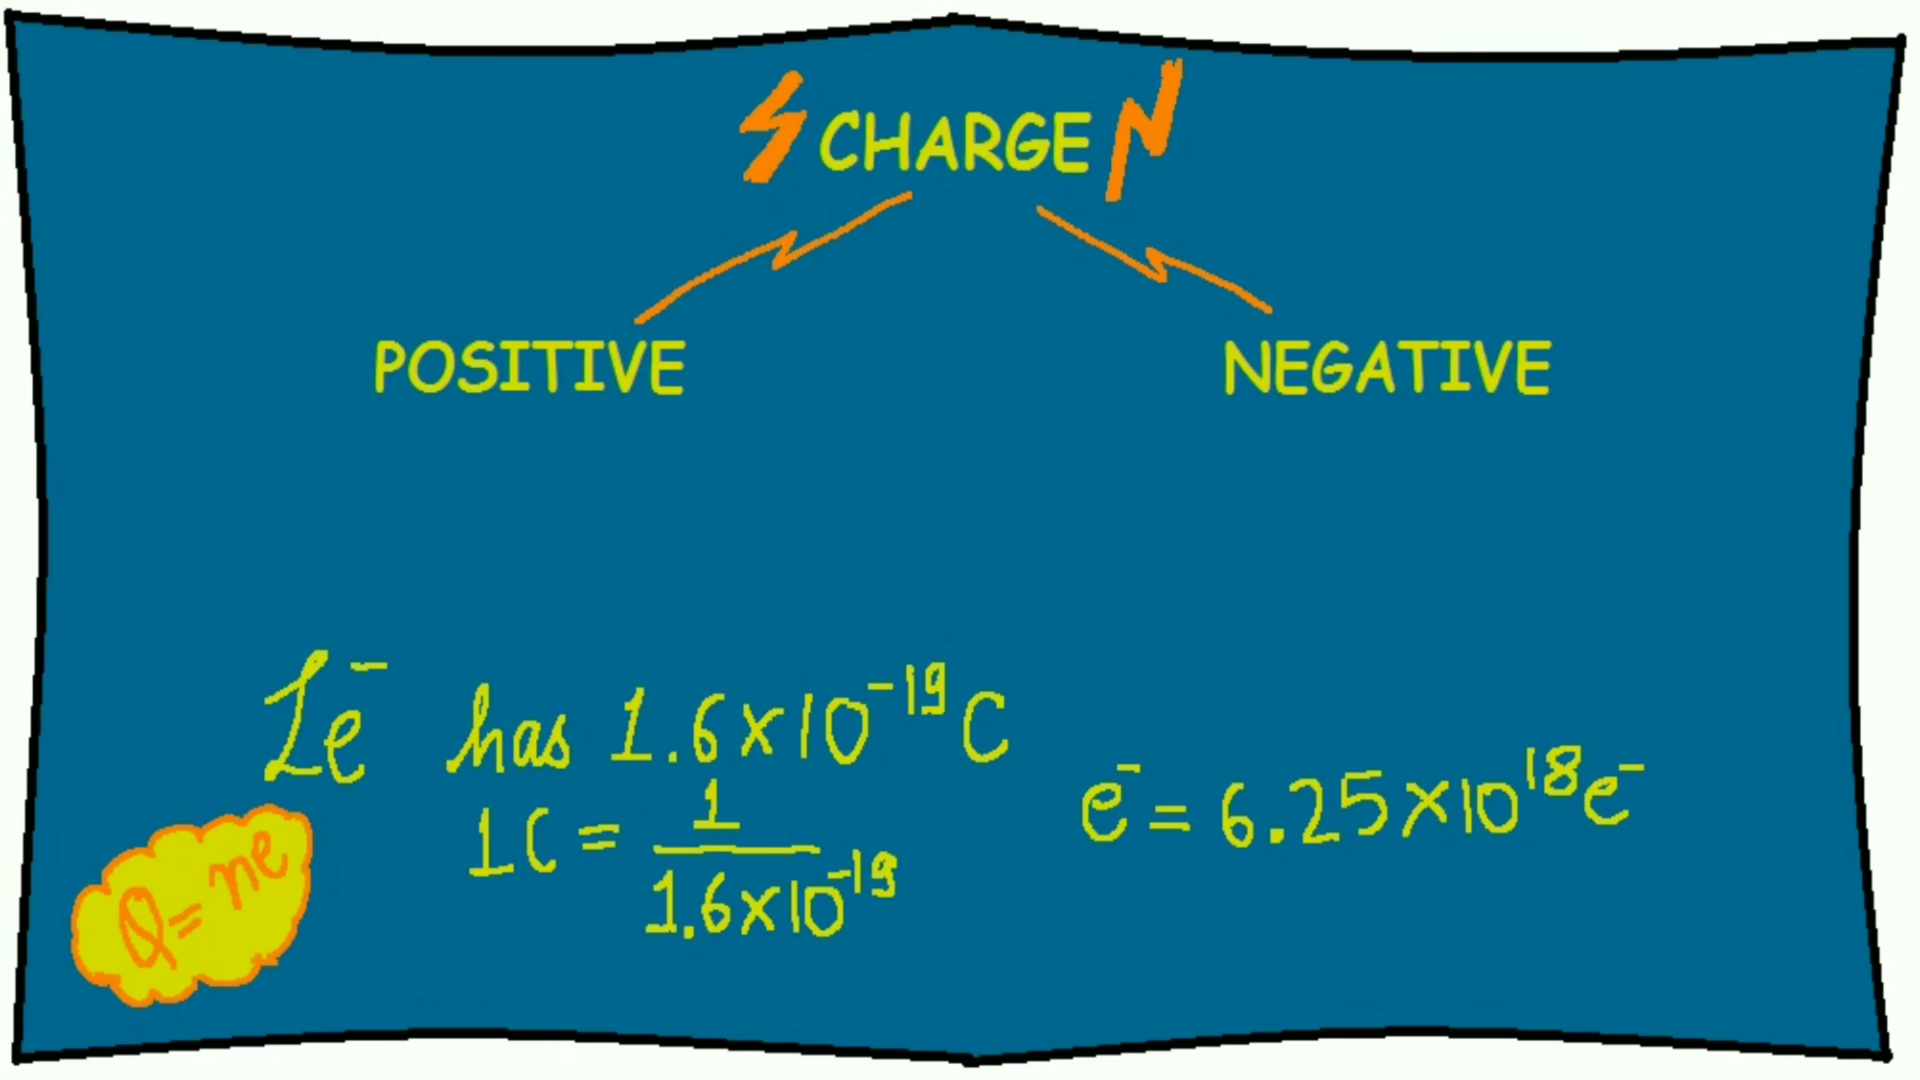 CHARGE
POSITIVE NEGATIVE
1e⁻ has 1.6×10⁻¹⁹C
1C = 1/1.6×10⁻¹⁹ e⁻ = 6.25×10¹⁸e⁻
Q=ne